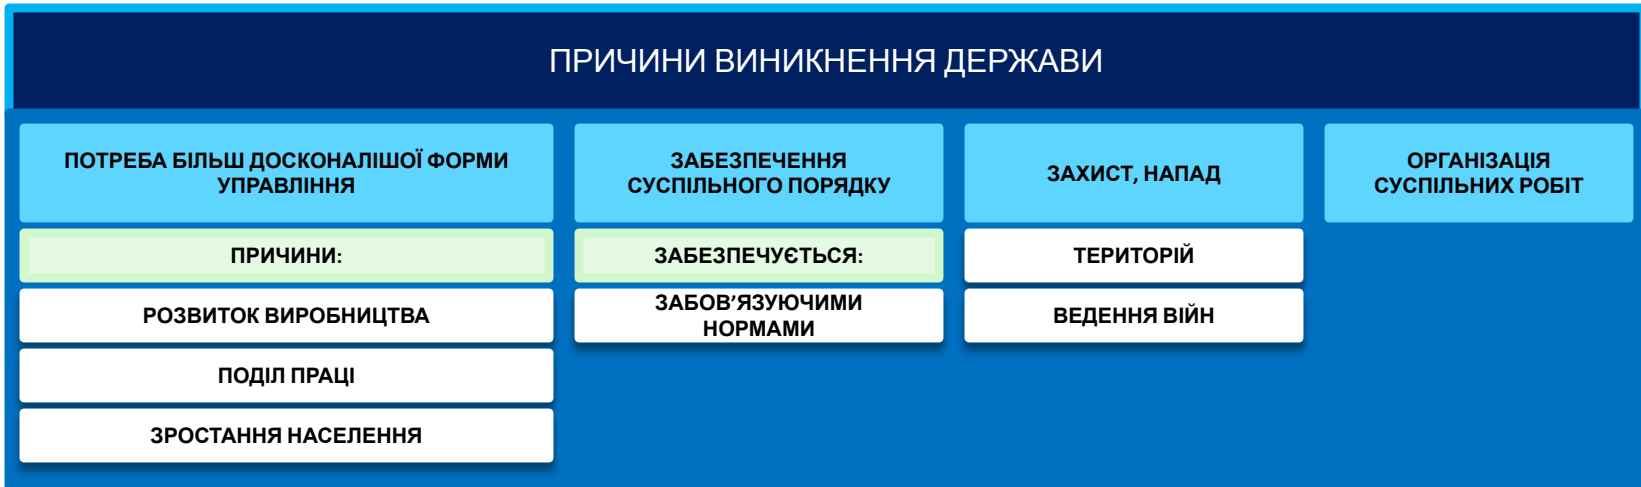 ПРИЧИНИ ВИНИКНЕННЯ ДЕРЖАВИ
ПОТРЕБА БІЛЬШ ДОСКОНАЛІШОЇ ФОРМИ
УПРАВЛІННЯ
ПРИЧИНИ:
РОЗВИТОК ВИРОБНИЦТВА
ПОДІЛ ПРАЦІ
ЗРОСТАННЯ НАСЕЛЕННЯ
ЗАБЕЗПЕЧЕННЯ
СУСПІЛЬНОГО ПОРЯДКУ
ЗАБЕЗПЕЧУЄТЬСЯ:
ЗАБОВ’ЯЗУЮЧИМИ
НОРМАМИ
ЗАХИСТ, НАПАД
ТЕРИТОРІЙ
ВЕДЕННЯ ВІЙН
ОРГАНІЗАЦІЯ
СУСПІЛЬНИХ РОБІТ